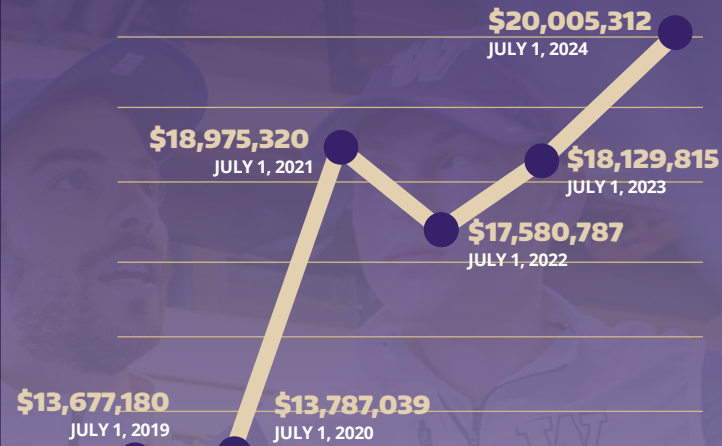 $20,005,312
JULY 1, 2024
$18,975,320
JULY 1, 2021
$18,129,815
JULY 1, 2023
$17,580,787
JULY 1, 2022
$13,677,180
JULY 1, 2019
$13,787,039
JULY 1, 2020
W
W